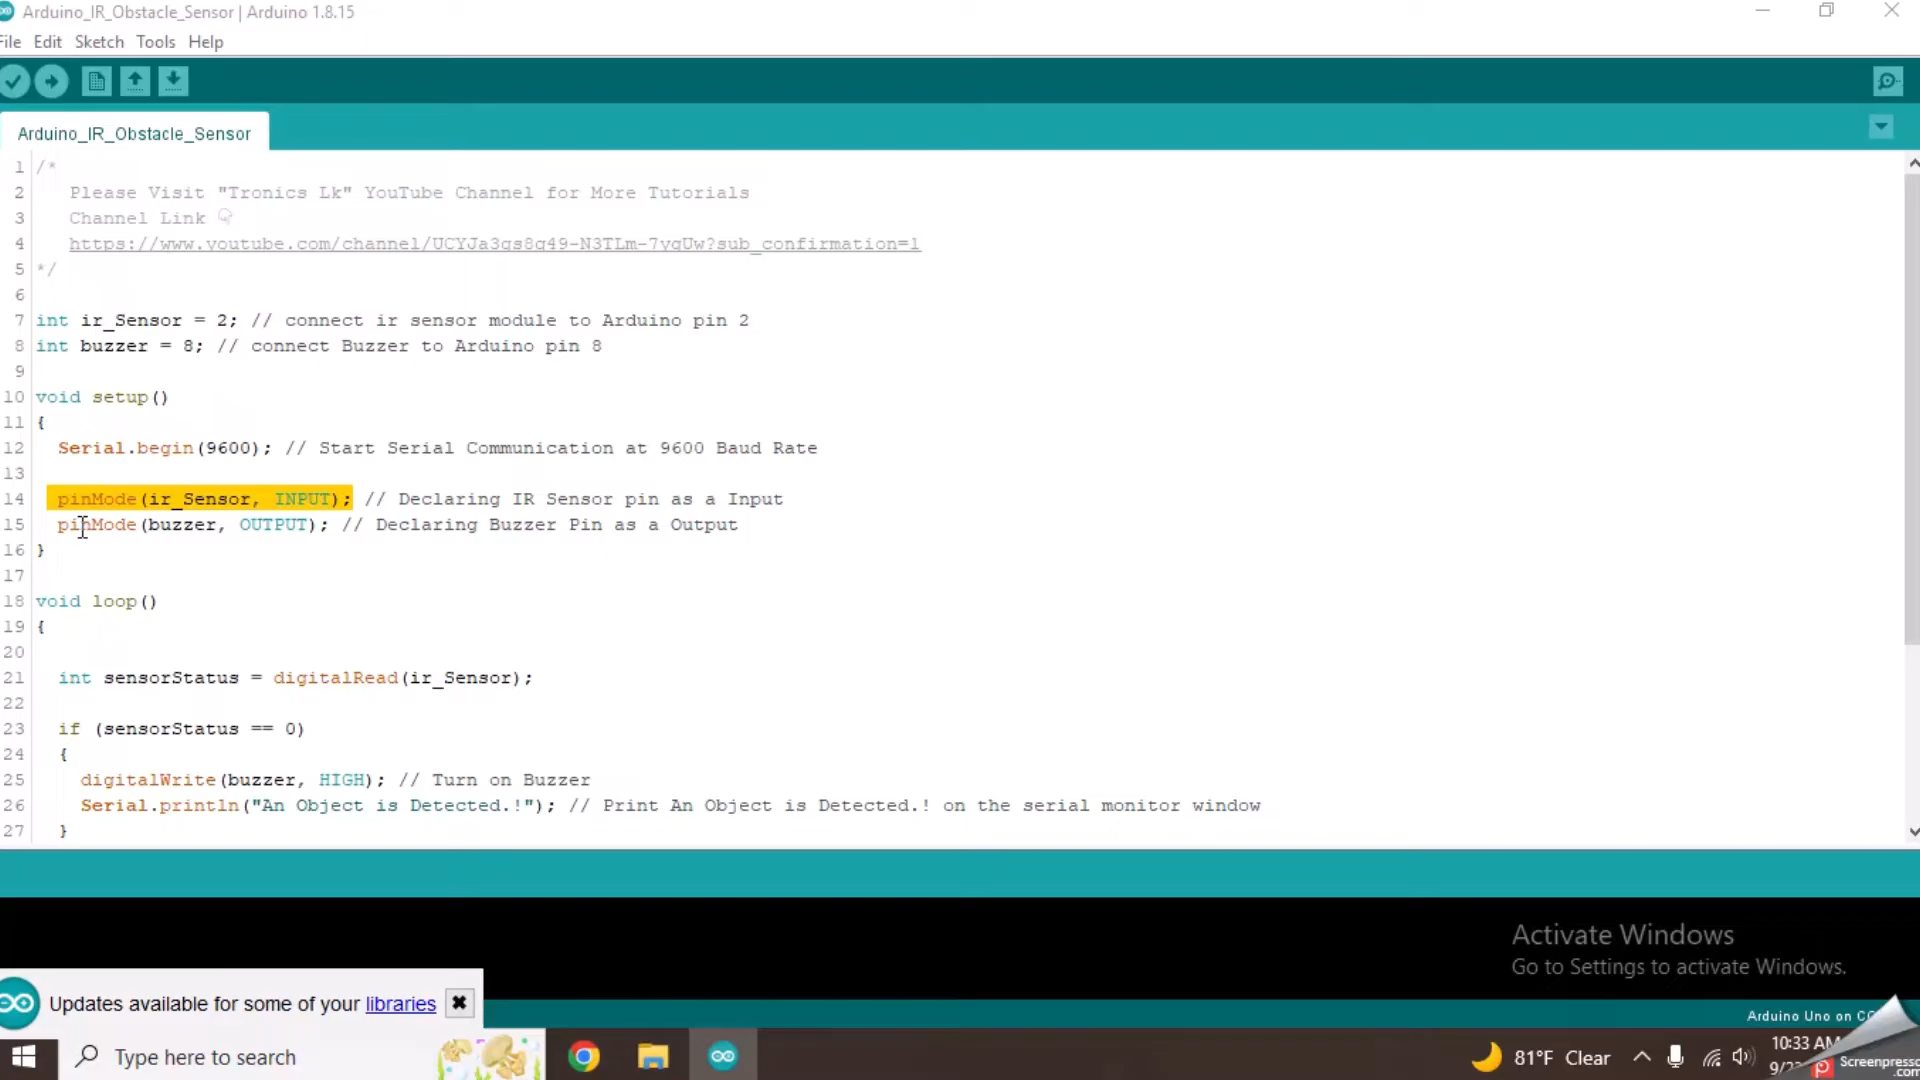 Arduino_IR_Obstacle_Sensor | Arduino 1.8.15
File Edit Sketch Tools Help
Arduino_IR_Obstacle_Sensor
1 /*
2 Please Visit "Tronics Lk" YouTube Channel for More Tutorials
3 Channel Link
4 https://www.youtube.com/channel/UCYJa3qs8q49-N3TLm-7yqUw?sub_confirmation=1
5 */
6
7 int ir_Sensor = 2; // connect ir sensor module to Arduino pin 2
8 int buzzer = 8; // connect Buzzer to Arduino pin 8
9
10 void setup()
11 {
12 Serial.begin(9600); // Start Serial Communication at 9600 Baud Rate
13
14 pinMode(ir_Sensor, INPUT); // Declaring IR Sensor pin as a Input
15 pinMode(buzzer, OUTPUT); // Declaring Buzzer Pin as a Output
16 }
17
18 void loop()
19 {
20
21 int sensorStatus = digitalRead(ir_Sensor);
22
23 if (sensorStatus == 0)
24 {
25 digitalWrite(buzzer, HIGH); // Turn on Buzzer
26 Serial.println("An Object is Detected.!"); // Print An Object is Detected.! on the serial monitor window
27 }
Activate Windows
Go to Settings to activate Windows.
Updates available for some of your libraries
Arduino Uno on
Type here to search
81°F Clear
10:33 AM
Screenpresso
.com